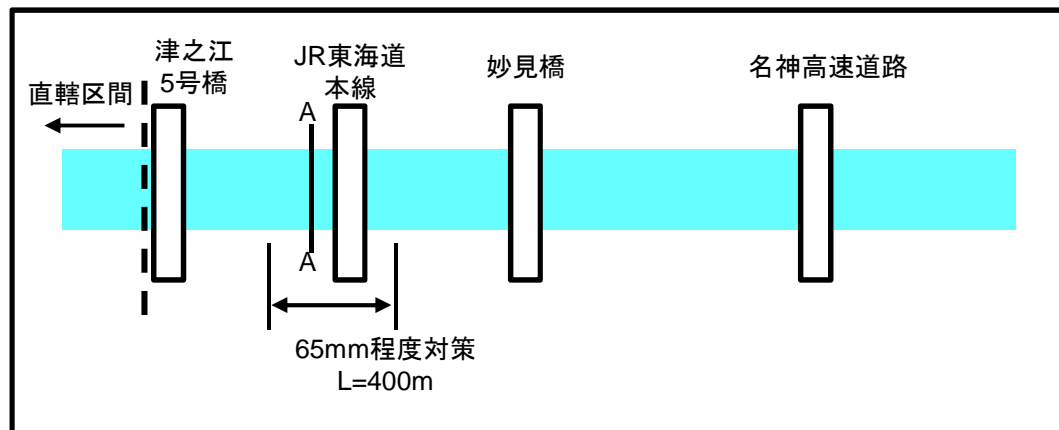 直轄区間
津之江
5号橋
JR東海道
本線
妙見橋
名神高速道路
A
A
65mm程度対策
L=400m